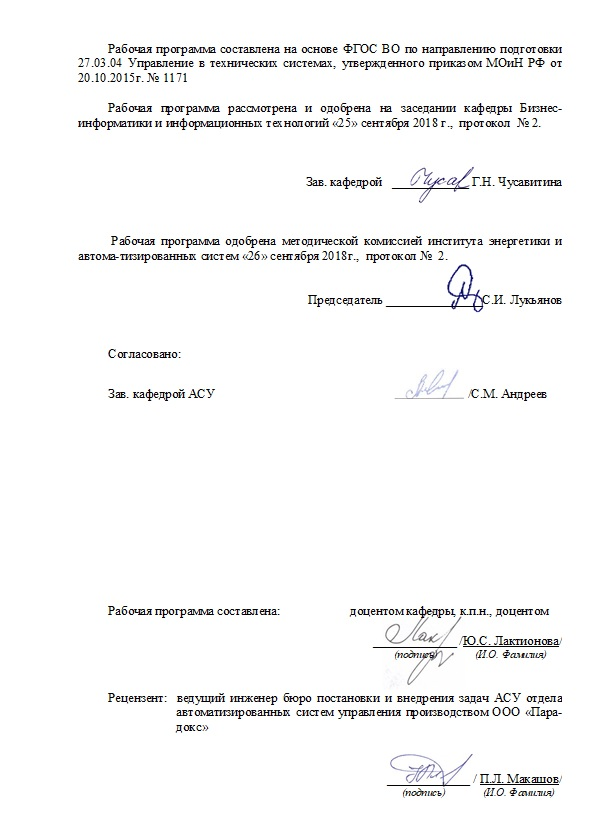 Рабочая программа составлена на основе ФГОС ВО по направлению подготовки
27.03.04 Управление в технических системах, утвержденного приказом МОиН РФ от
20.10.2015г. № 1171
Рабочая программа рассмотрена и одобрена на заседании кафедры Бизнес-
информатики и информационных технологий «25» сентября 2018 г., протокол № 2.
Зав. кафедрой ____________ Г.Н. Чусавитина
Рабочая программа одобрена методической комиссией института энергетики и
автома-тизированных систем «26» сентября 2018г., протокол № 2.
Председатель _______________ С.И. Лукьянов
Согласовано:
Зав. кафедрой АСУ ___________ /С.М. Андреев
Рабочая программа составлена: доцентом кафедры, к.п.н., доцентом
_____________ /Ю.С. Лактионова/
(подпись) (И.О. Фамилия)
Рецензент: ведущий инженер бюро постановки и внедрения задач АСУ отдела
автоматизированных систем управления производством ООО «Пара-
докс»
_____________ / П.Л. Макашов/
(подпись) (И.О. Фамилия)